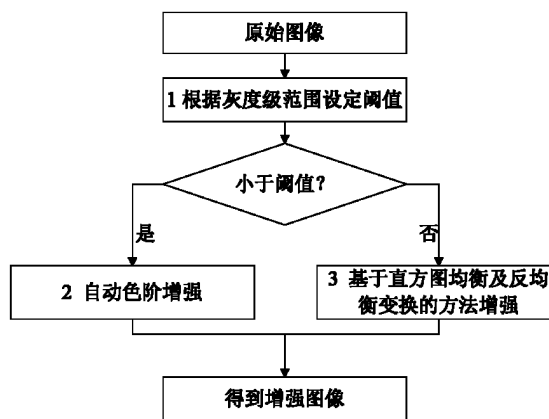 原始图像
1 根据灰度级范围设定阈值
小于阈值?
是
否
2 自动色阶增强
3 基于直方图均衡及反均
衡变换的方法增强
得到增强图像